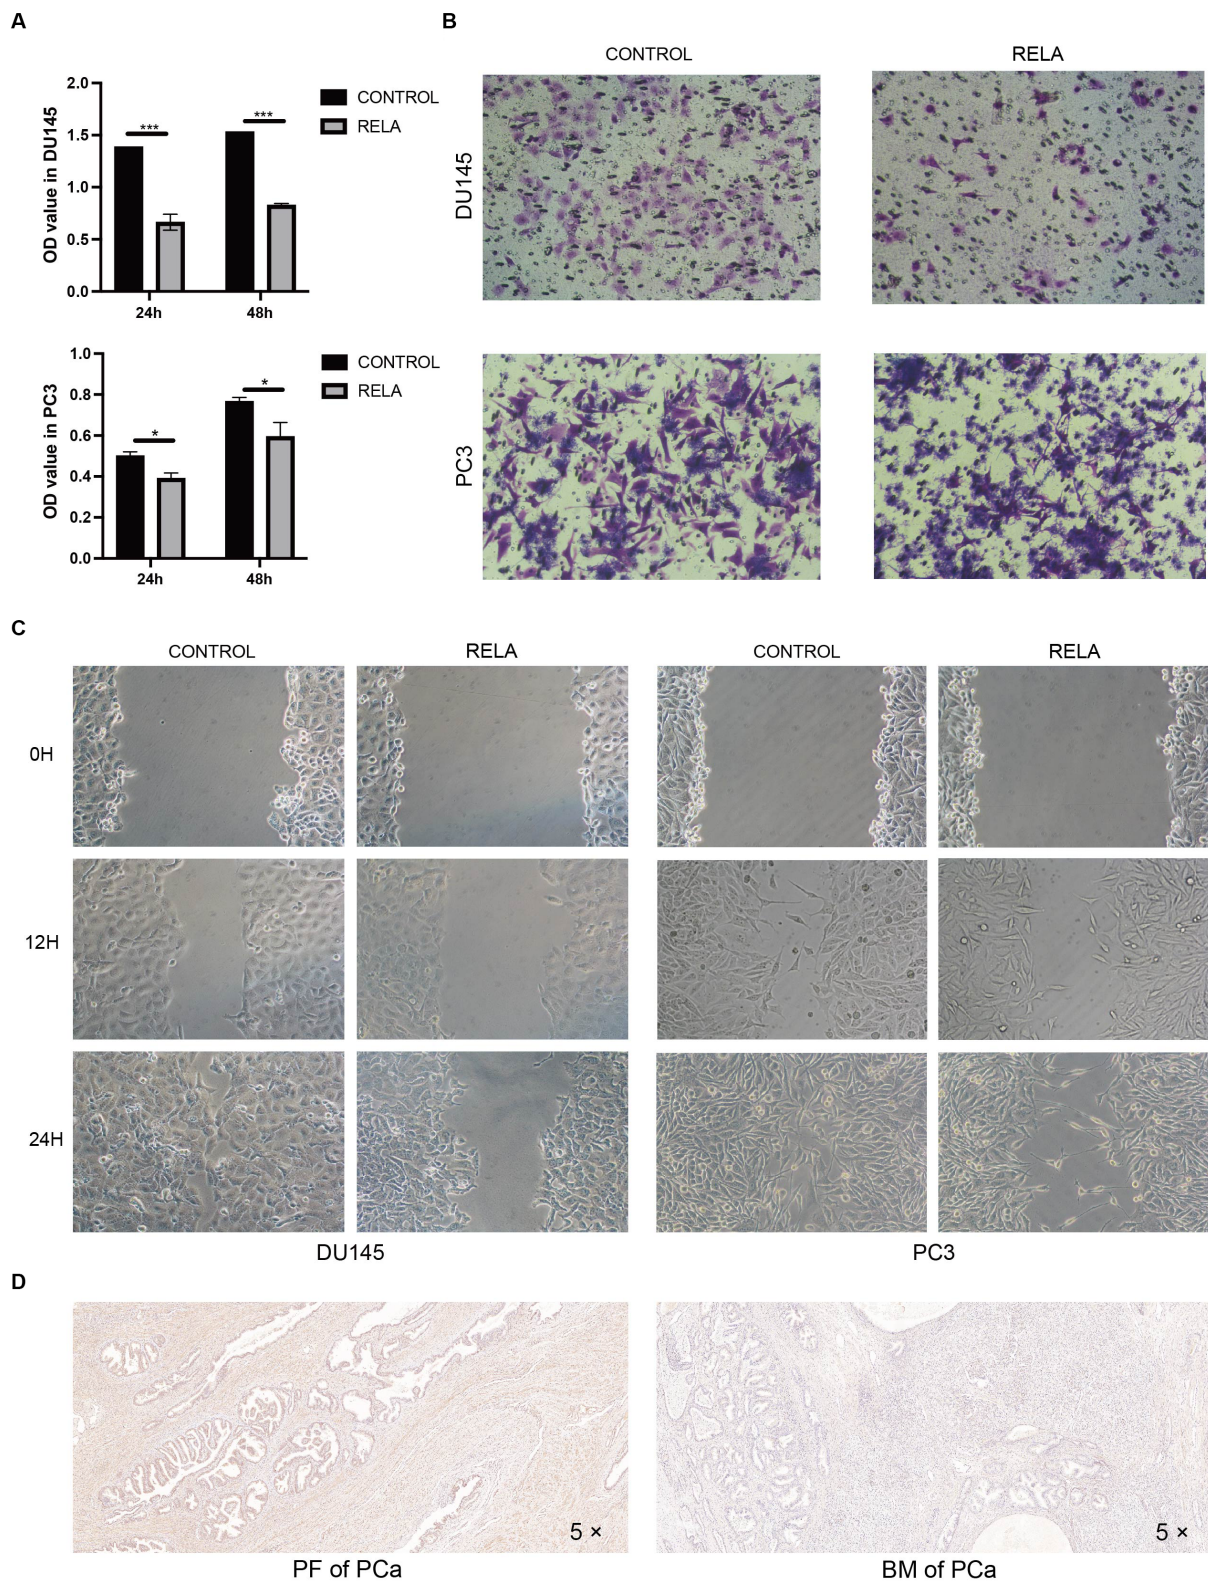 A
OD value in DU145
2.0
1.5
1.0
0.5
0.0
***
***
24h
48h
CONTROL
RELA
OD value in PC3
1.0
0.8
0.6
0.4
0.2
0.0
*
*
24h
48h
CONTROL
RELA
B
CONTROL
RELA
DU145
PC3
C
CONTROL
RELA
CONTROL
RELA
0H
12H
24H
DU145
PC3
D
5 ×
5 ×
PF of PCa
BM of PCa